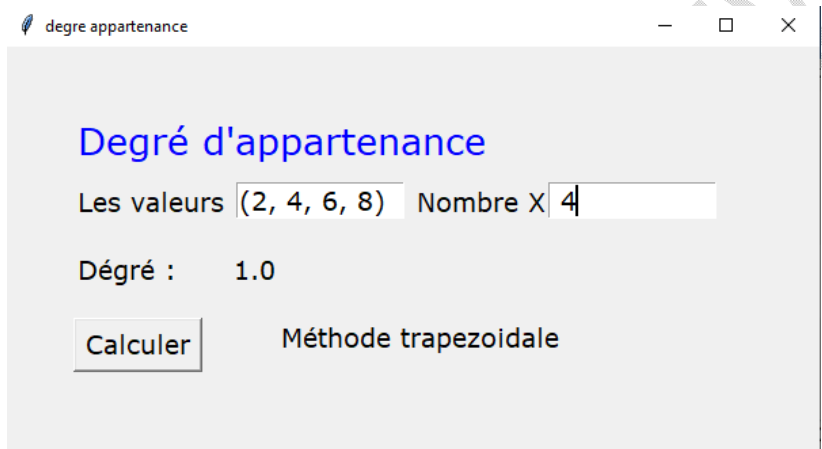 degre appartenance
Degré d'appartenance
Les valeurs (2, 4, 6, 8) Nombre X 4
Dégré : 1.0
Calculer Méthode trapezoidale